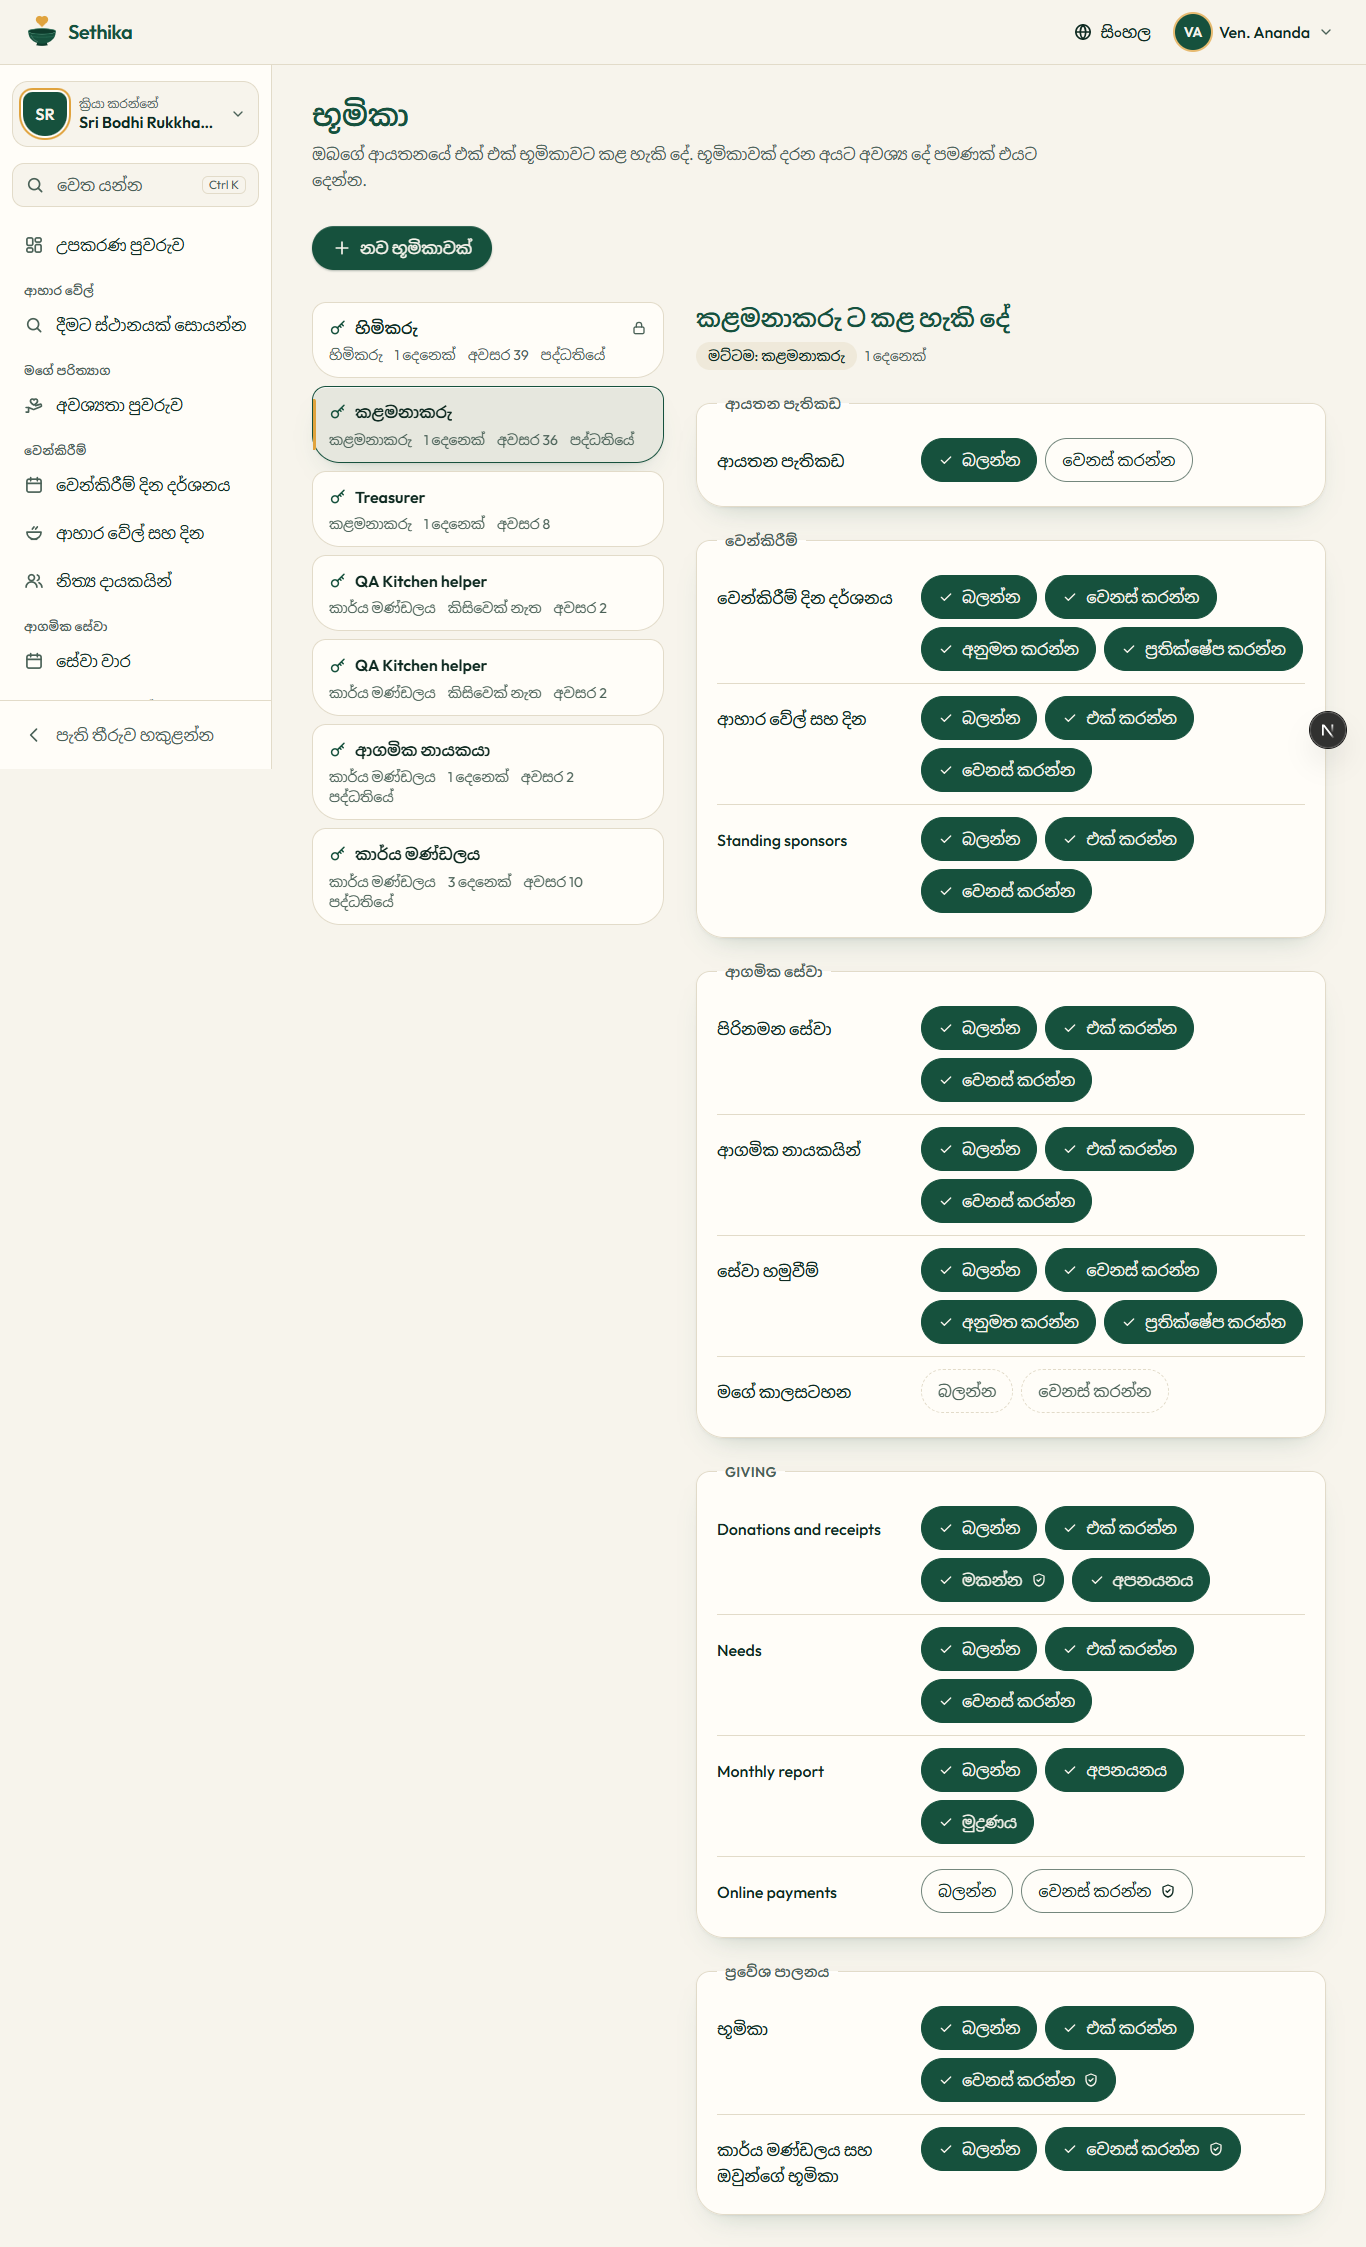 Sethika
සිංහල
VA
Ven. Ananda
SR
ක්‍රියා කරන්නේ
Sri Bodhi Rukkha...
වෙත යන්න
Ctrl K
උපකරණ පුවරුව
ආහාර වේල්
දීමට ස්ථානයක් සොයන්න
මගේ පරිත්‍යාග
අවශ්‍යතා පුවරුව
වෙන්කිරීම්
වෙන්කිරීම් දින දර්ශනය
ආහාර වේල් සහ දින
නිත්‍ය දායකයින්
ආගමික සේවා
සේවා වාර
පැති තීරුව හකුළන්න
භූමිකා
ඔබගේ ආයතනයේ එක් එක් භූමිකාවට කළ හැකි දේ. භූමිකාවක් දරන අයට අවශ්‍ය දේ පමණක් එයට
දෙන්න.
නව භූමිකාවක්
හිමිකරු
හිමිකරු 1 දෙනෙක් අවසර 39 පද්ධතියේ
කළමනාකරු
කළමනාකරු 1 දෙනෙක් අවසර 36 පද්ධතියේ
Treasurer
කළමනාකරු 1 දෙනෙක් අවසර 8
QA Kitchen helper
කාර්ය මණ්ඩලය කිසිවෙක් නැත අවසර 2
QA Kitchen helper
කාර්ය මණ්ඩලය කිසිවෙක් නැත අවසර 2
ආගමික නායකයා
කාර්ය මණ්ඩලය 1 දෙනෙක් අවසර 2
පද්ධතියේ
කාර්ය මණ්ඩලය
කාර්ය මණ්ඩලය 3 දෙනෙක් අවසර 10
පද්ධතියේ
කළමනාකරු ට කළ හැකි දේ
මට්ටම: කළමනාකරු 1 දෙනෙක්
ආයතන පැතිකඩ
ආයතන පැතිකඩ බලන්න වෙනස් කරන්න
වෙන්කිරීම්
වෙන්කිරීම් දින දර්ශනය බලන්න වෙනස් කරන්න
අනුමත කරන්න ප්‍රතික්ෂේප කරන්න
ආහාර වේල් සහ දින බලන්න එක් කරන්න
වෙනස් කරන්න
Standing sponsors බලන්න එක් කරන්න
වෙනස් කරන්න
ආගමික සේවා
පිරිනමන සේවා බලන්න එක් කරන්න
වෙනස් කරන්න
ආගමික නායකයින් බලන්න එක් කරන්න
වෙනස් කරන්න
සේවා හමුවීම් බලන්න වෙනස් කරන්න
අනුමත කරන්න ප්‍රතික්ෂේප කරන්න
මගේ කාලසටහන බලන්න වෙනස් කරන්න
GIVING
Donations and receipts බලන්න එක් කරන්න
මකන්න අපනයනය
Needs බලන්න එක් කරන්න
වෙනස් කරන්න
Monthly report බලන්න අපනයනය
මුද්‍රණය
Online payments බලන්න වෙනස් කරන්න
ප්‍රවේශ පාලනය
භූමිකා බලන්න එක් කරන්න
වෙනස් කරන්න
කාර්ය මණ්ඩලය සහ බලන්න වෙනස් කරන්න
ඔවුන්ගේ භූමිකා